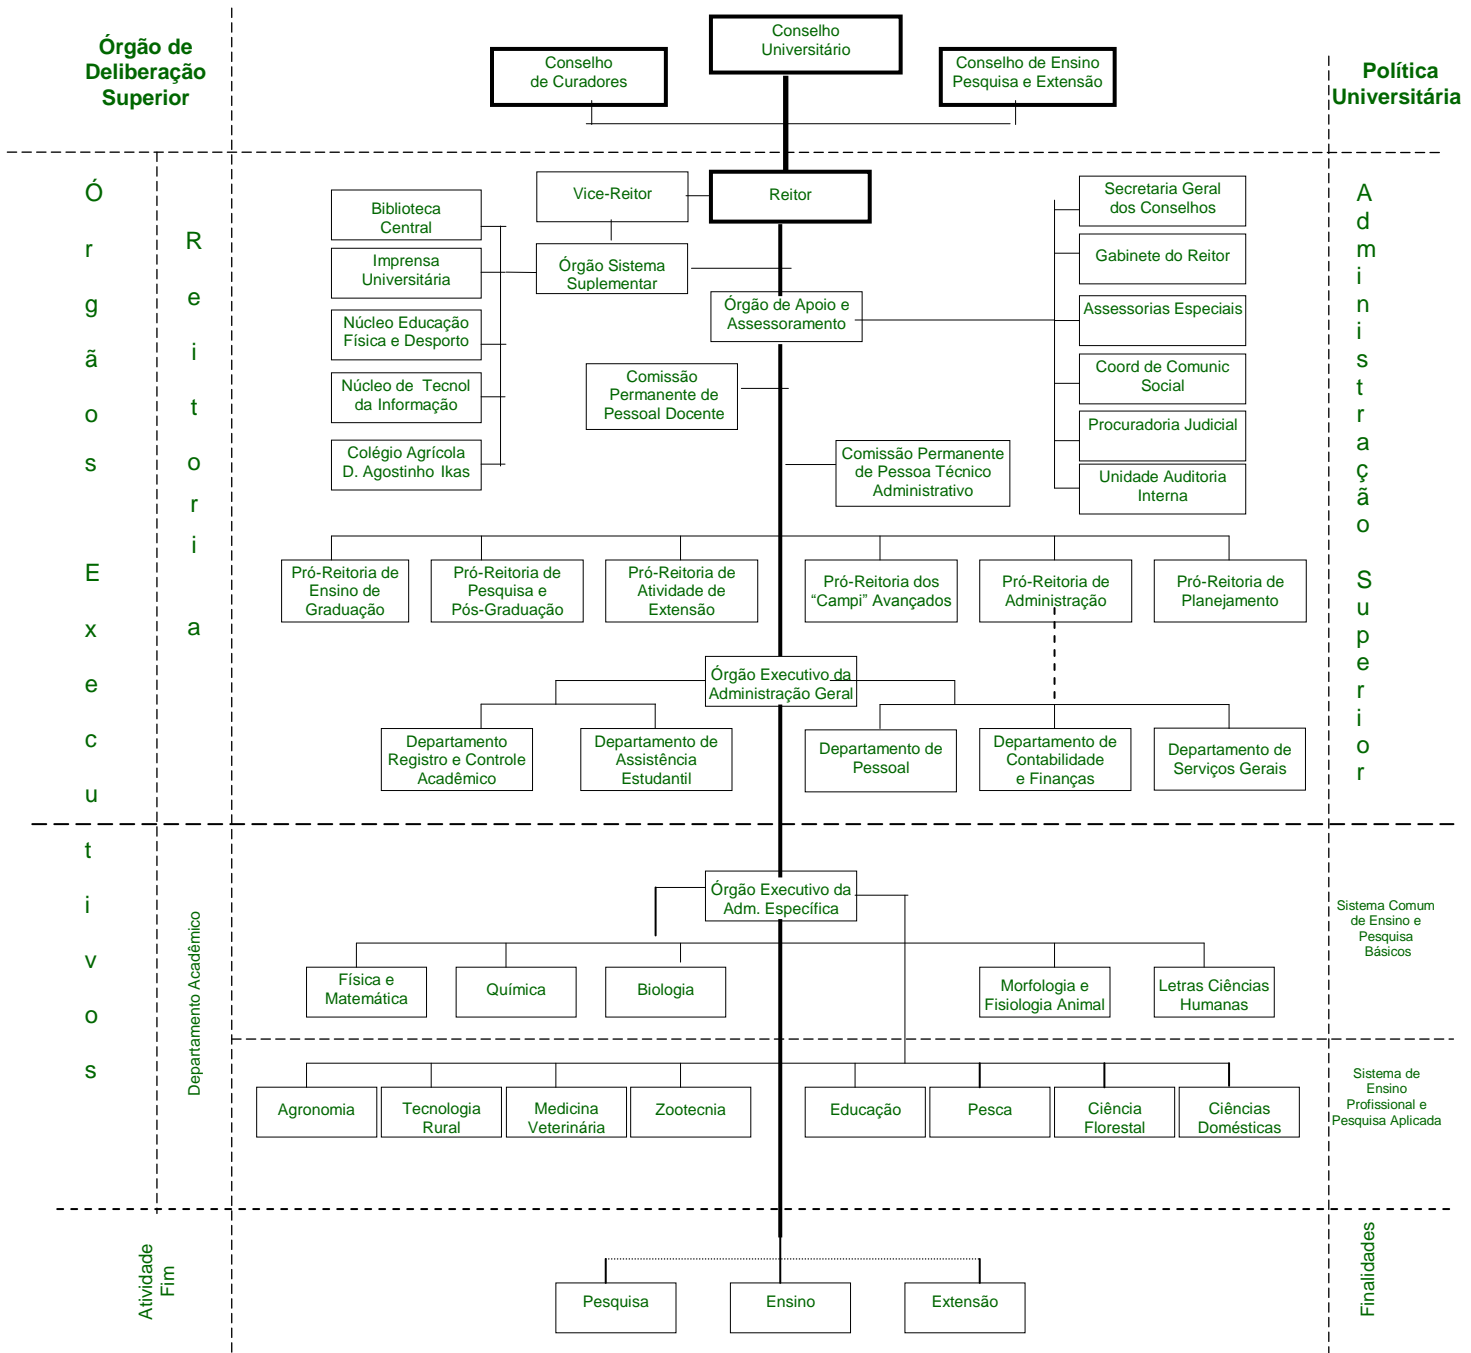 Órgão de
Deliberação
Superior
Conselho
Universitário
Conselho
de Curadores
Conselho de Ensino
Pesquisa e Extensão
Política
Universitária
Órgãos Executivos
Reitoria
Administração Superior
Vice-Reitor
Reitor
Biblioteca
Central
Imprensa
Universitária
Núcleo Educação
Física e Desporto
Núcleo de Tecnol
da Informação
Colégio Agrícola
D. Agostinho Ikas
Órgão Sistema
Suplementar
Órgão de Apoio e
Assessoramento
Comissão
Permanente de
Pessoal Docente
Comissão Permanente
de Pessoa Técnico
Administrativo
Secretaria Geral
dos Conselhos
Gabinete do Reitor
Assessorias Especiais
Coord de Comunic
Social
Procuradoria Judicial
Unidade Auditoria
Interna
Pró-Reitoria de
Ensino de
Graduação
Pró-Reitoria de
Pesquisa e
Pós-Graduação
Pró-Reitoria de
Atividade de
Extensão
Pró-Reitoria dos
“Campi” Avançados
Pró-Reitoria de
Administração
Pró-Reitoria de
Planejamento
Órgão Executivo da
Administração Geral
Departamento
Registro e Controle
Acadêmico
Departamento de
Assistência
Estudantil
Departamento de
Pessoal
Departamento de
Contabilidade
e Finanças
Departamento de
Serviços Gerais
Departamento Acadêmico
Órgão Executivo da
Adm. Específica
Sistema Comum
de Ensino e
Pesquisa
Básicos
Física e
Matemática
Química
Biologia
Morfologia e
Fisiologia Animal
Letras Ciências
Humanas
Agronomia
Tecnologia
Rural
Medicina
Veterinária
Zootecnia
Educação
Pesca
Ciência
Florestal
Ciências
Domésticas
Sistema de
Ensino
Profissional e
Pesquisa Aplicada
Atividade
Fim
Pesquisa
Ensino
Extensão
Finalidades